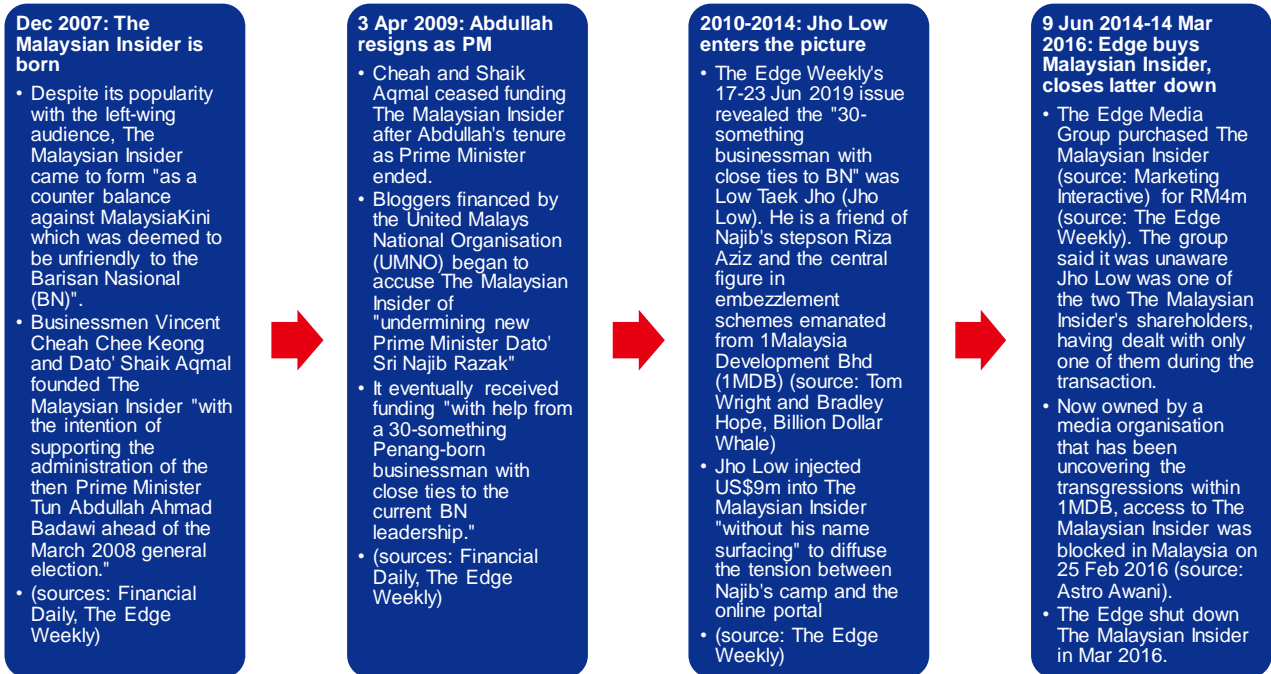 Dec 2007: The
Malaysian Insider is
born
• Despite its popularity
with the left-wing
audience, The
Malaysian Insider
came to form "as a
counter balance
against MalaysiaKini
which was deemed to
be unfriendly to the
Barisan Nasional
(BN)".
• Businessmen Vincent
Cheah Chee Keong
and Dato' Shaik Aqmal
founded The
Malaysian Insider "with
the intention of
supporting the
administration of the
then Prime Minister
Tun Abdullah Ahmad
Badawi ahead of the
March 2008 general
election."
• (sources: Financial
Daily, The Edge
Weekly)
3 Apr 2009: Abdullah
resigns as PM
• Cheah and Shaik
Aqmal ceased funding
The Malaysian Insider
after Abdullah's tenure
as Prime Minister
ended.
• Bloggers financed by
the United Malays
National Organisation
(UMNO) began to
accuse The Malaysian
Insider of
"undermining new
Prime Minister Dato'
Sri Najib Razak"
• It eventually received
funding "with help from
a 30-something
Penang-born
businessman with
close ties to the
current BN
leadership."
• (sources: Financial
Daily, The Edge
Weekly)
2010-2014: Jho Low
enters the picture
• The Edge Weekly's
17-23 Jun 2019 issue
revealed the "30-
something
businessman with
close ties to BN" was
Low Taek Jho (Jho
Low). He is a friend of
Najib's stepson Riza
Aziz and the central
figure in
embezzlement
schemes emanated
from 1Malaysia
Development Bhd
(1MDB) (source: Tom
Wright and Bradley
Hope, Billion Dollar
Whale)
• Jho Low injected
US$9m into The
Malaysian Insider
"without his name
surfacing" to diffuse
the tension between
Najib's camp and the
online portal
• (source: The Edge
Weekly)
9 Jun 2014-14 Mar
2016: Edge buys
Malaysian Insider,
closes latter down
• The Edge Media
Group purchased The
Malaysian Insider
(source: Marketing
Interactive) for RM4m
(source: The Edge
Weekly). The group
said it was unaware
Jho Low was one of
the two The Malaysian
Insider's shareholders,
having dealt with only
one of them during the
transaction.
• Now owned by a
media organisation
that has been
uncovering the
transgressions within
1MDB, access to The
Malaysian Insider was
blocked in Malaysia on
25 Feb 2016 (source:
Astro Awani).
• The Edge shut down
The Malaysian Insider
in Mar 2016.